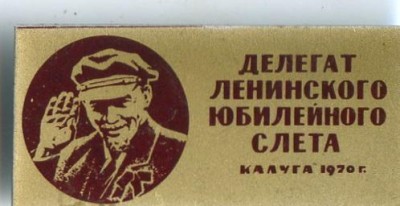 ДЕЛЕГАТ
ЛЕНИНСКОГО
ЮБИЛЕЙНОГО
СЛЕТА
КАЛУГА 1970 г.